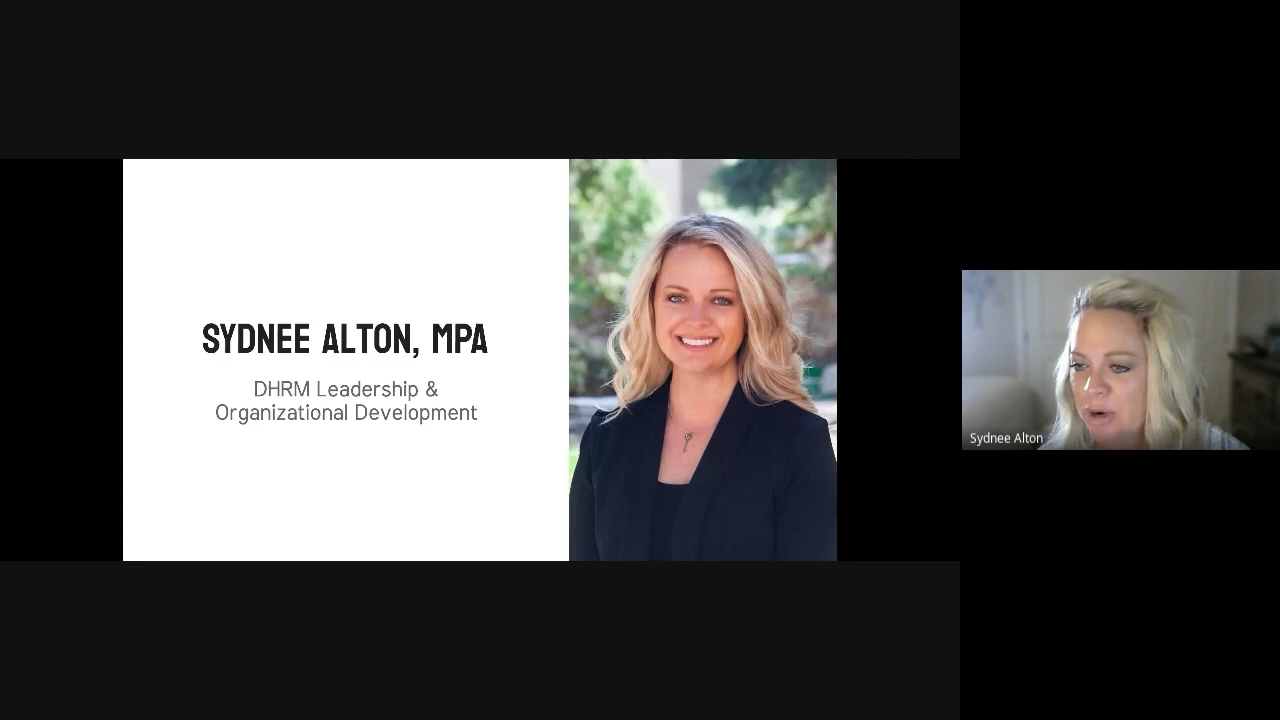 SYDNEE ALTON, MPA
DHRM Leadership &
Organizational Development
Sydnee Alton